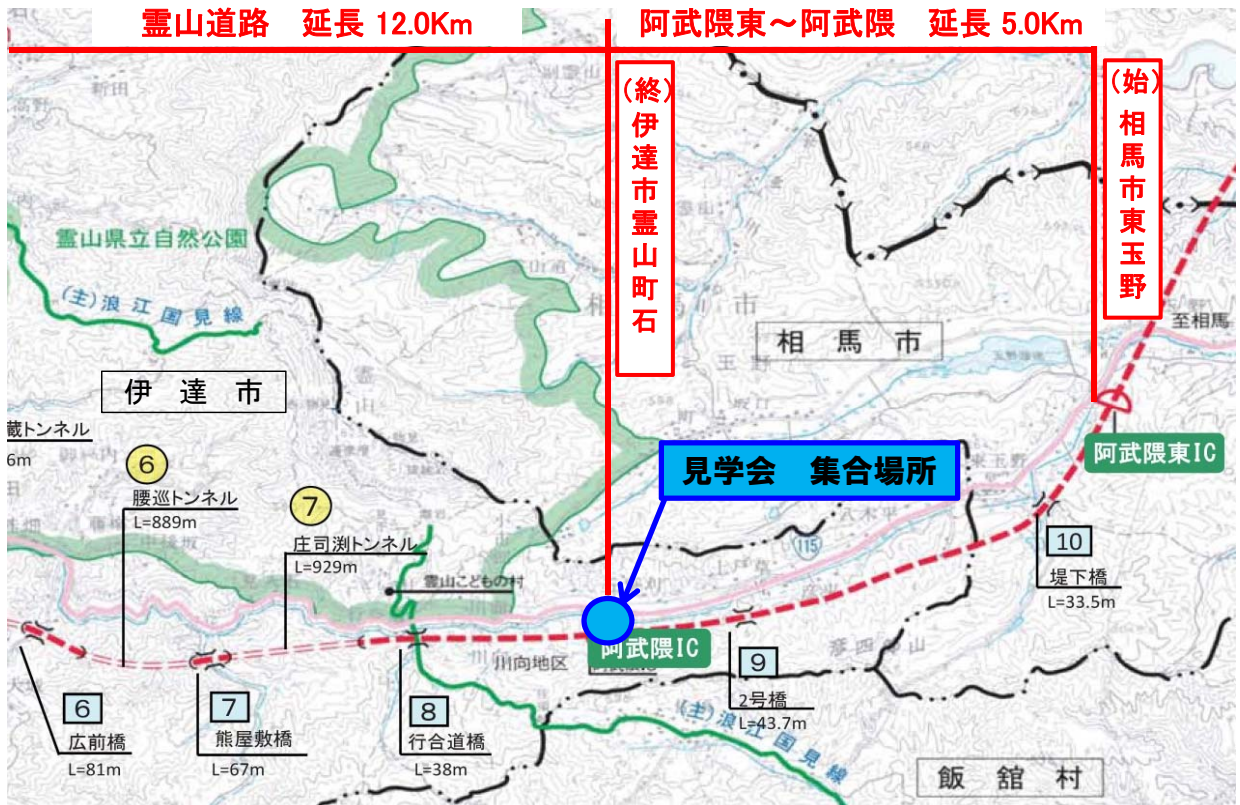 霊山道路 延長 12.0Km
阿武隈東～阿武隈 延長 5.0Km
(終)伊達市霊山町石
(始)相馬市東玉野
至相馬
霊山県立自然公園
(主)浪江国見線
伊達市
相馬市
蔵トンネル
6m
6
腰巡トンネル
L=889m
7
庄司渕トンネル
L=929m
霊山こどもの村
見学会 集合場所
阿武隈東IC
115
10
堤下橋
L=33.5m
阿武隈IC
川向地区
9
2号橋
L=43.7m
(主)浪江国見線
6
広前橋
L=81m
7
熊屋敷橋
L=67m
8
行合道橋
L=38m
飯舘村